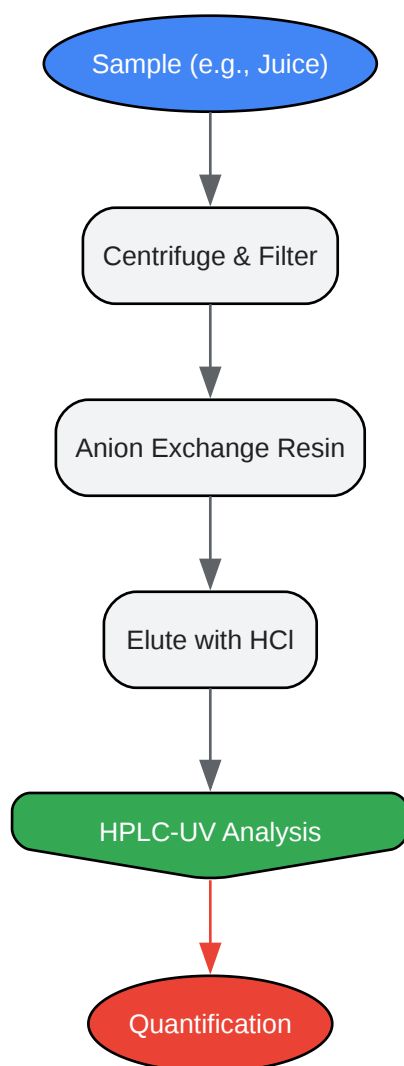 Sample (e.g., Juice)
Centrifuge & Filter
Anion Exchange Resin
Elute with HCl
HPLC-UV Analysis
Quantification